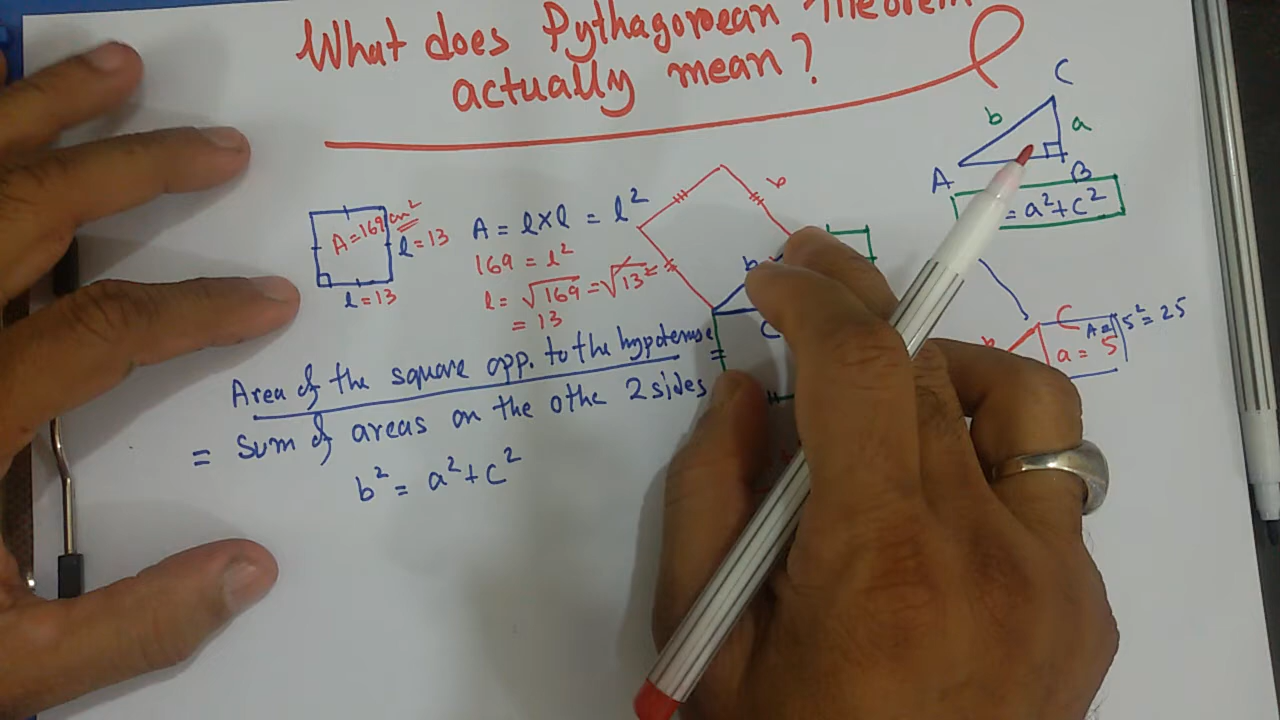 What does Pythagorean Theorem
actually mean?
C
b
a
A
B
= a²+c²
A=169 cm²
l=13
l=13
A = l×l = l²
169 = l²
l = √169 = √13²
= 13
b
b
C
C
A=5²=25
a = 5
Area of the square opp. to the hypotenuse
= Sum of areas on the othe 2 sides
b² = a²+c²